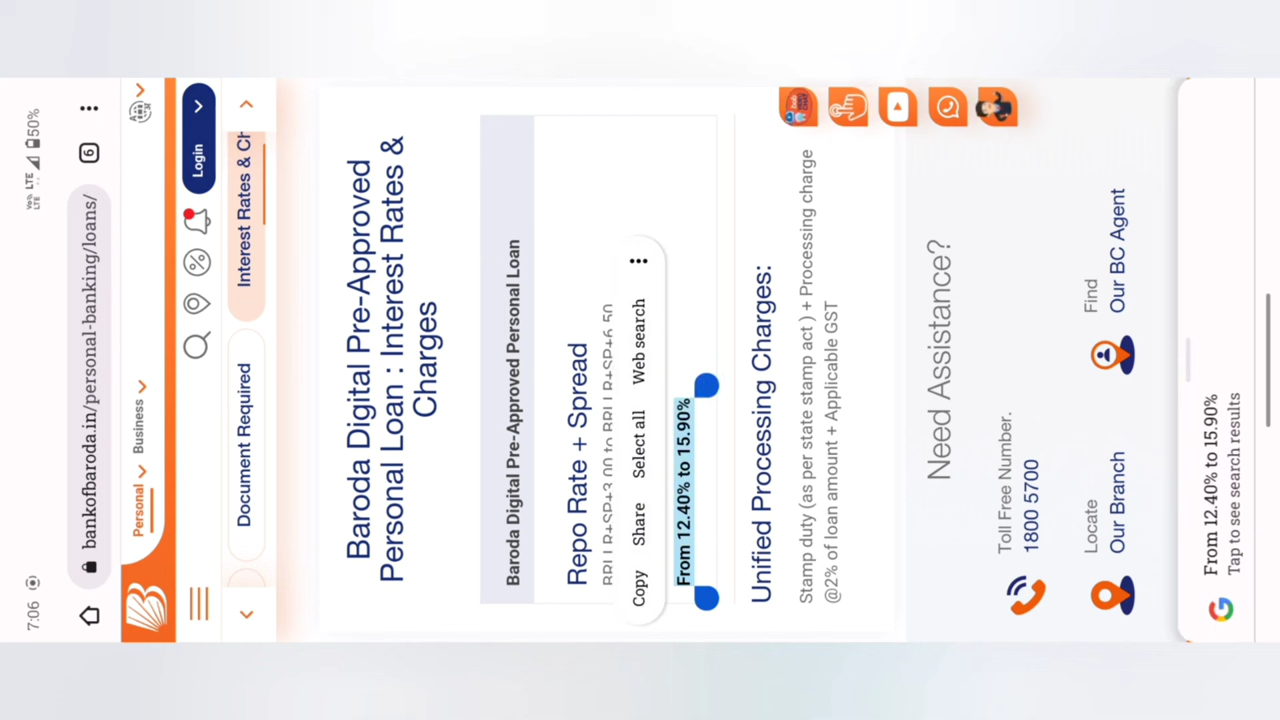 7:06
VoLTE LTE 50%
bankofbaroda.in/personal-banking/loans/
6
Personal Business
Login
Document Required
Interest Rates & Ch
Baroda Digital Pre-Approved
Personal Loan : Interest Rates &
Charges
Baroda Digital Pre-Approved Personal Loan
Repo Rate + Spread
Copy Share Select all Web search
From 12.40% to 15.90%
Unified Processing Charges:
Stamp duty (as per state stamp act ) + Processing charge
@2% of loan amount + Applicable GST
Need Assistance?
Toll Free Number.
1800 5700
Locate
Our Branch
Find
Our BC Agent
From 12.40% to 15.90%
Tap to see search results